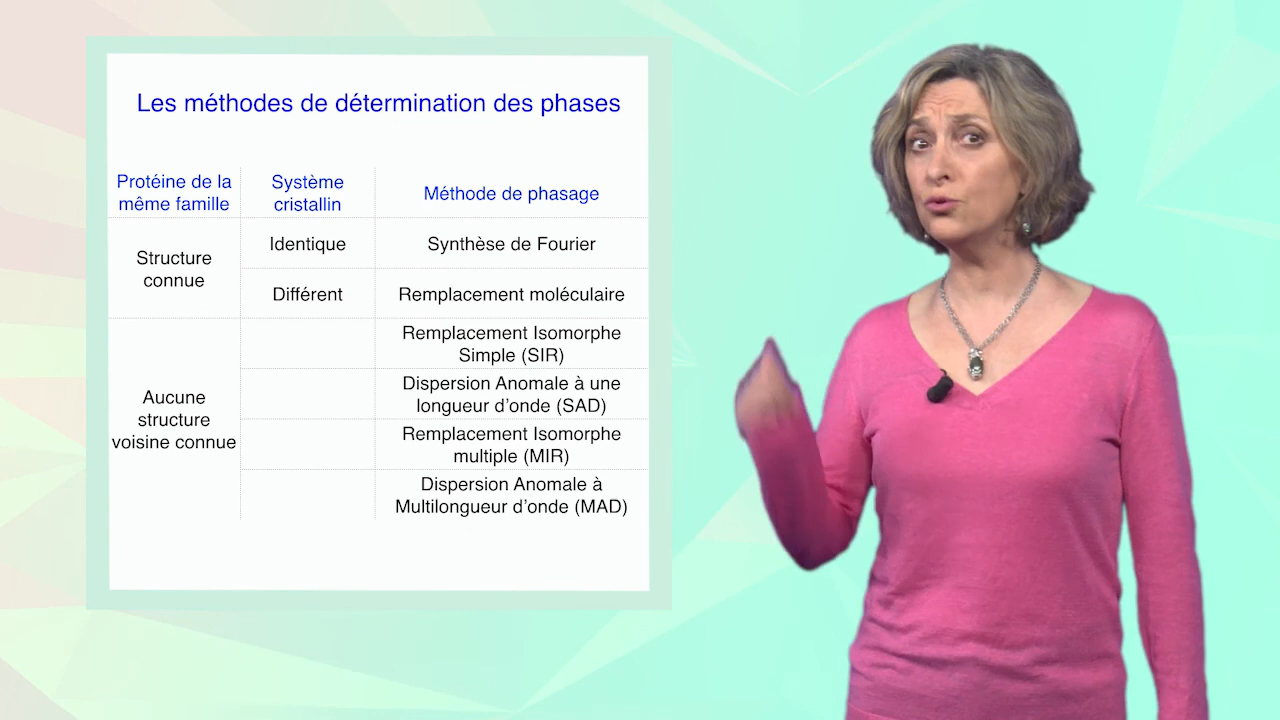 Les méthodes de détermination des phases
Protéine de la
même famille
Système
cristallin
Méthode de phasage
Structure
connue
Identique
Synthèse de Fourier
Différent
Remplacement moléculaire
Aucune
structure
voisine connue
Remplacement Isomorphe
Simple (SIR)
Dispersion Anomale à une
longueur d'onde (SAD)
Remplacement Isomorphe
multiple (MIR)
Dispersion Anomale à
Multilongueur d'onde (MAD)